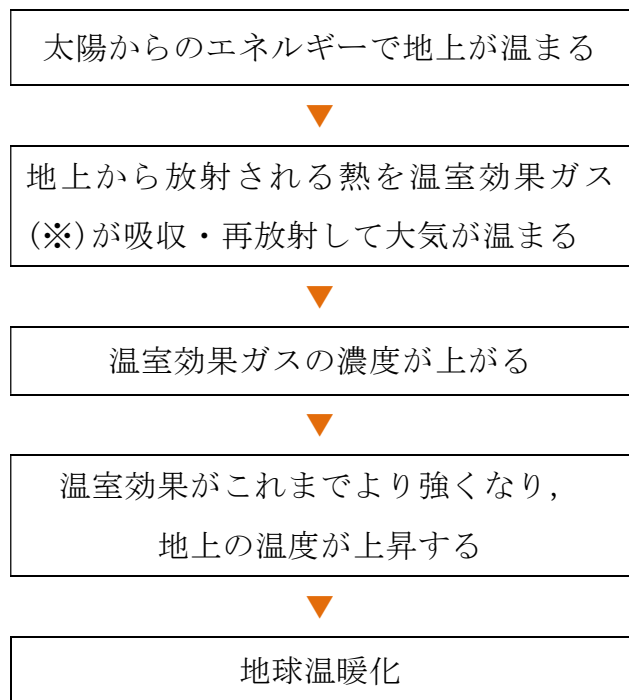 太陽からのエネルギーで地上が温まる
▼
地上から放射される熱を温室効果ガス
(※)が吸収・再放射して大気が温まる
▼
温室効果ガスの濃度が上がる
▼
温室効果がこれまでより強くなり,
地上の温度が上昇する
▼
地球温暖化